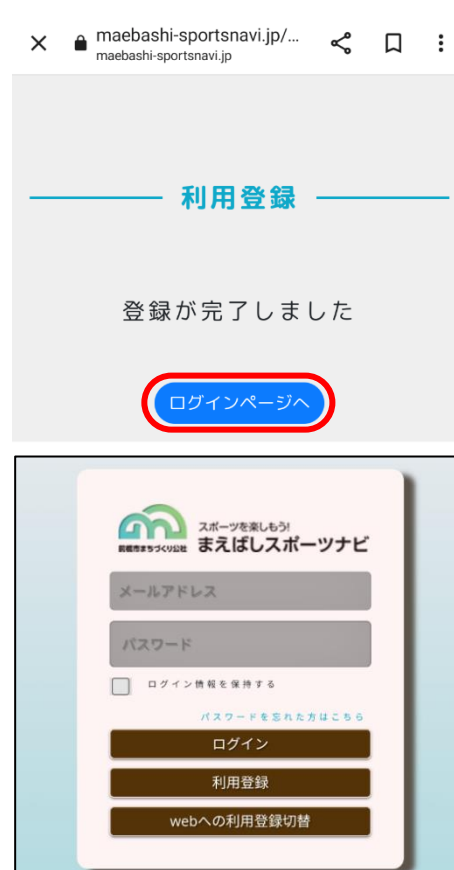 maebashi-sportsnavi.jp/...
maebashi-sportsnavi.jp
利用登録
登録が完了しました
ログインページへ
スポーツを楽しもう!
前橋市まちづくり公社 まえばしスポーツナビ
メールアドレス
パスワード
ログイン情報を保持する
パスワードを忘れた方はこちら
ログイン
利用登録
webへの利用登録切替